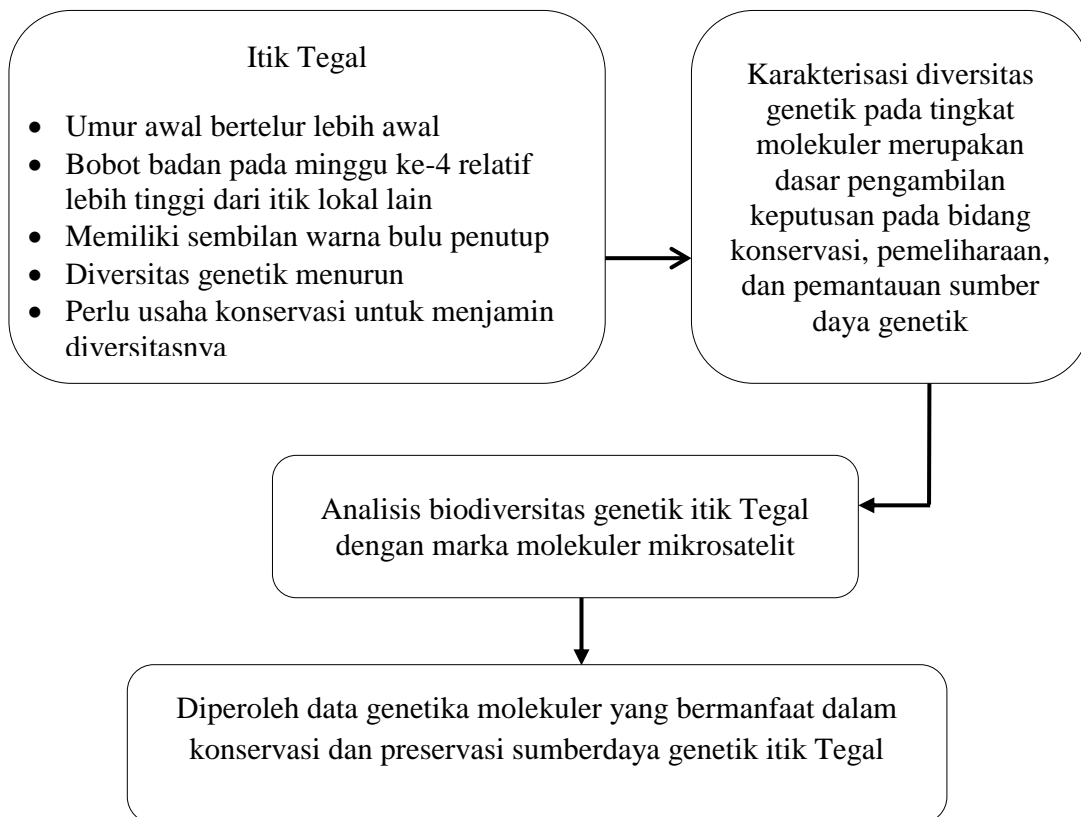 Itik Tegal
• Umur awal bertelur lebih awal
• Bobot badan pada minggu ke-4 relatif
lebih tinggi dari itik lokal lain
• Memiliki sembilan warna bulu penutup
• Diversitas genetik menurun
• Perlu usaha konservasi untuk menjamin
diversitasnya
Karakterisasi diversitas
genetik pada tingkat
molekuler merupakan
dasar pengambilan
keputusan pada bidang
konservasi, pemeliharaan,
dan pemantauan sumber
daya genetik
Analisis biodiversitas genetik itik Tegal
dengan marka molekuler mikrosatelit
Diperoleh data genetika molekuler yang bermanfaat dalam
konservasi dan preservasi sumberdaya genetik itik Tegal